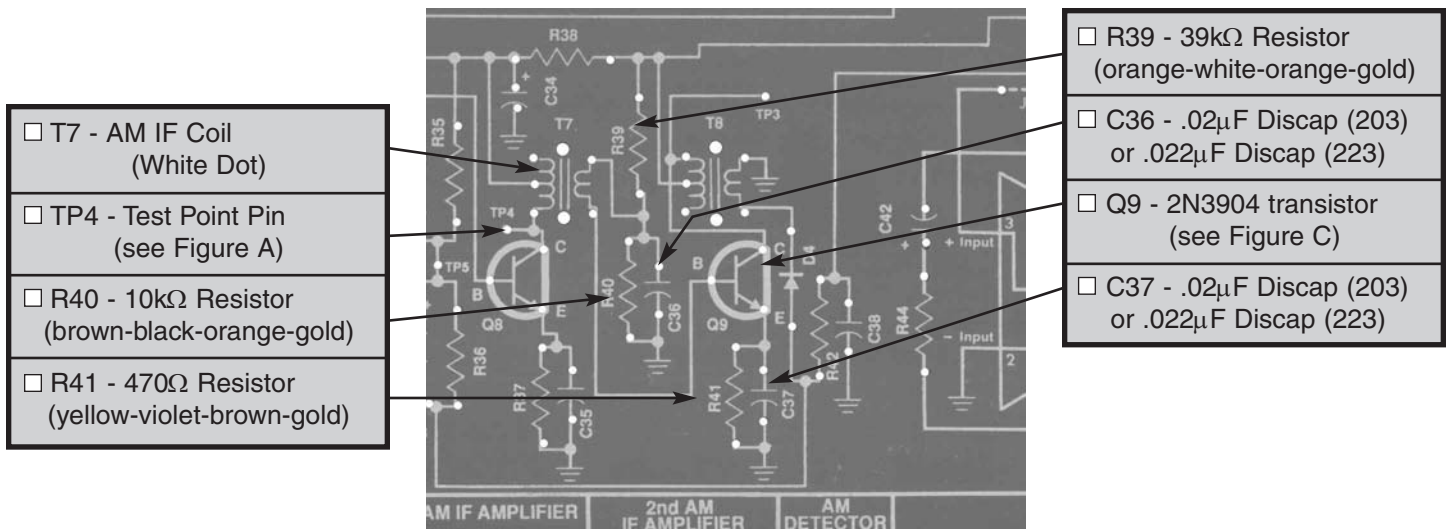 ☐ T7 - AM IF Coil
(White Dot)
☐ TP4 - Test Point Pin
(see Figure A)
☐ R40 - 10kΩ Resistor
(brown-black-orange-gold)
☐ R41 - 470Ω Resistor
(yellow-violet-brown-gold)
R38
+
C34
R35
T7
R39
T8
TP3
J
TP4
C
TP5
B
E
Q8
R40
C36
B
C
D4
E
Q9
C42
+
+ Input
3
R36
R37
C35
R41
C37
R42
C38
R44
− Input
2
AM IF AMPLIFIER
2nd AM
IF AMPLIFIER
AM
DETECTOR
☐ R39 - 39kΩ Resistor
(orange-white-orange-gold)
☐ C36 - .02μF Discap (203)
or .022μF Discap (223)
☐ Q9 - 2N3904 transistor
(see Figure C)
☐ C37 - .02μF Discap (203)
or .022μF Discap (223)